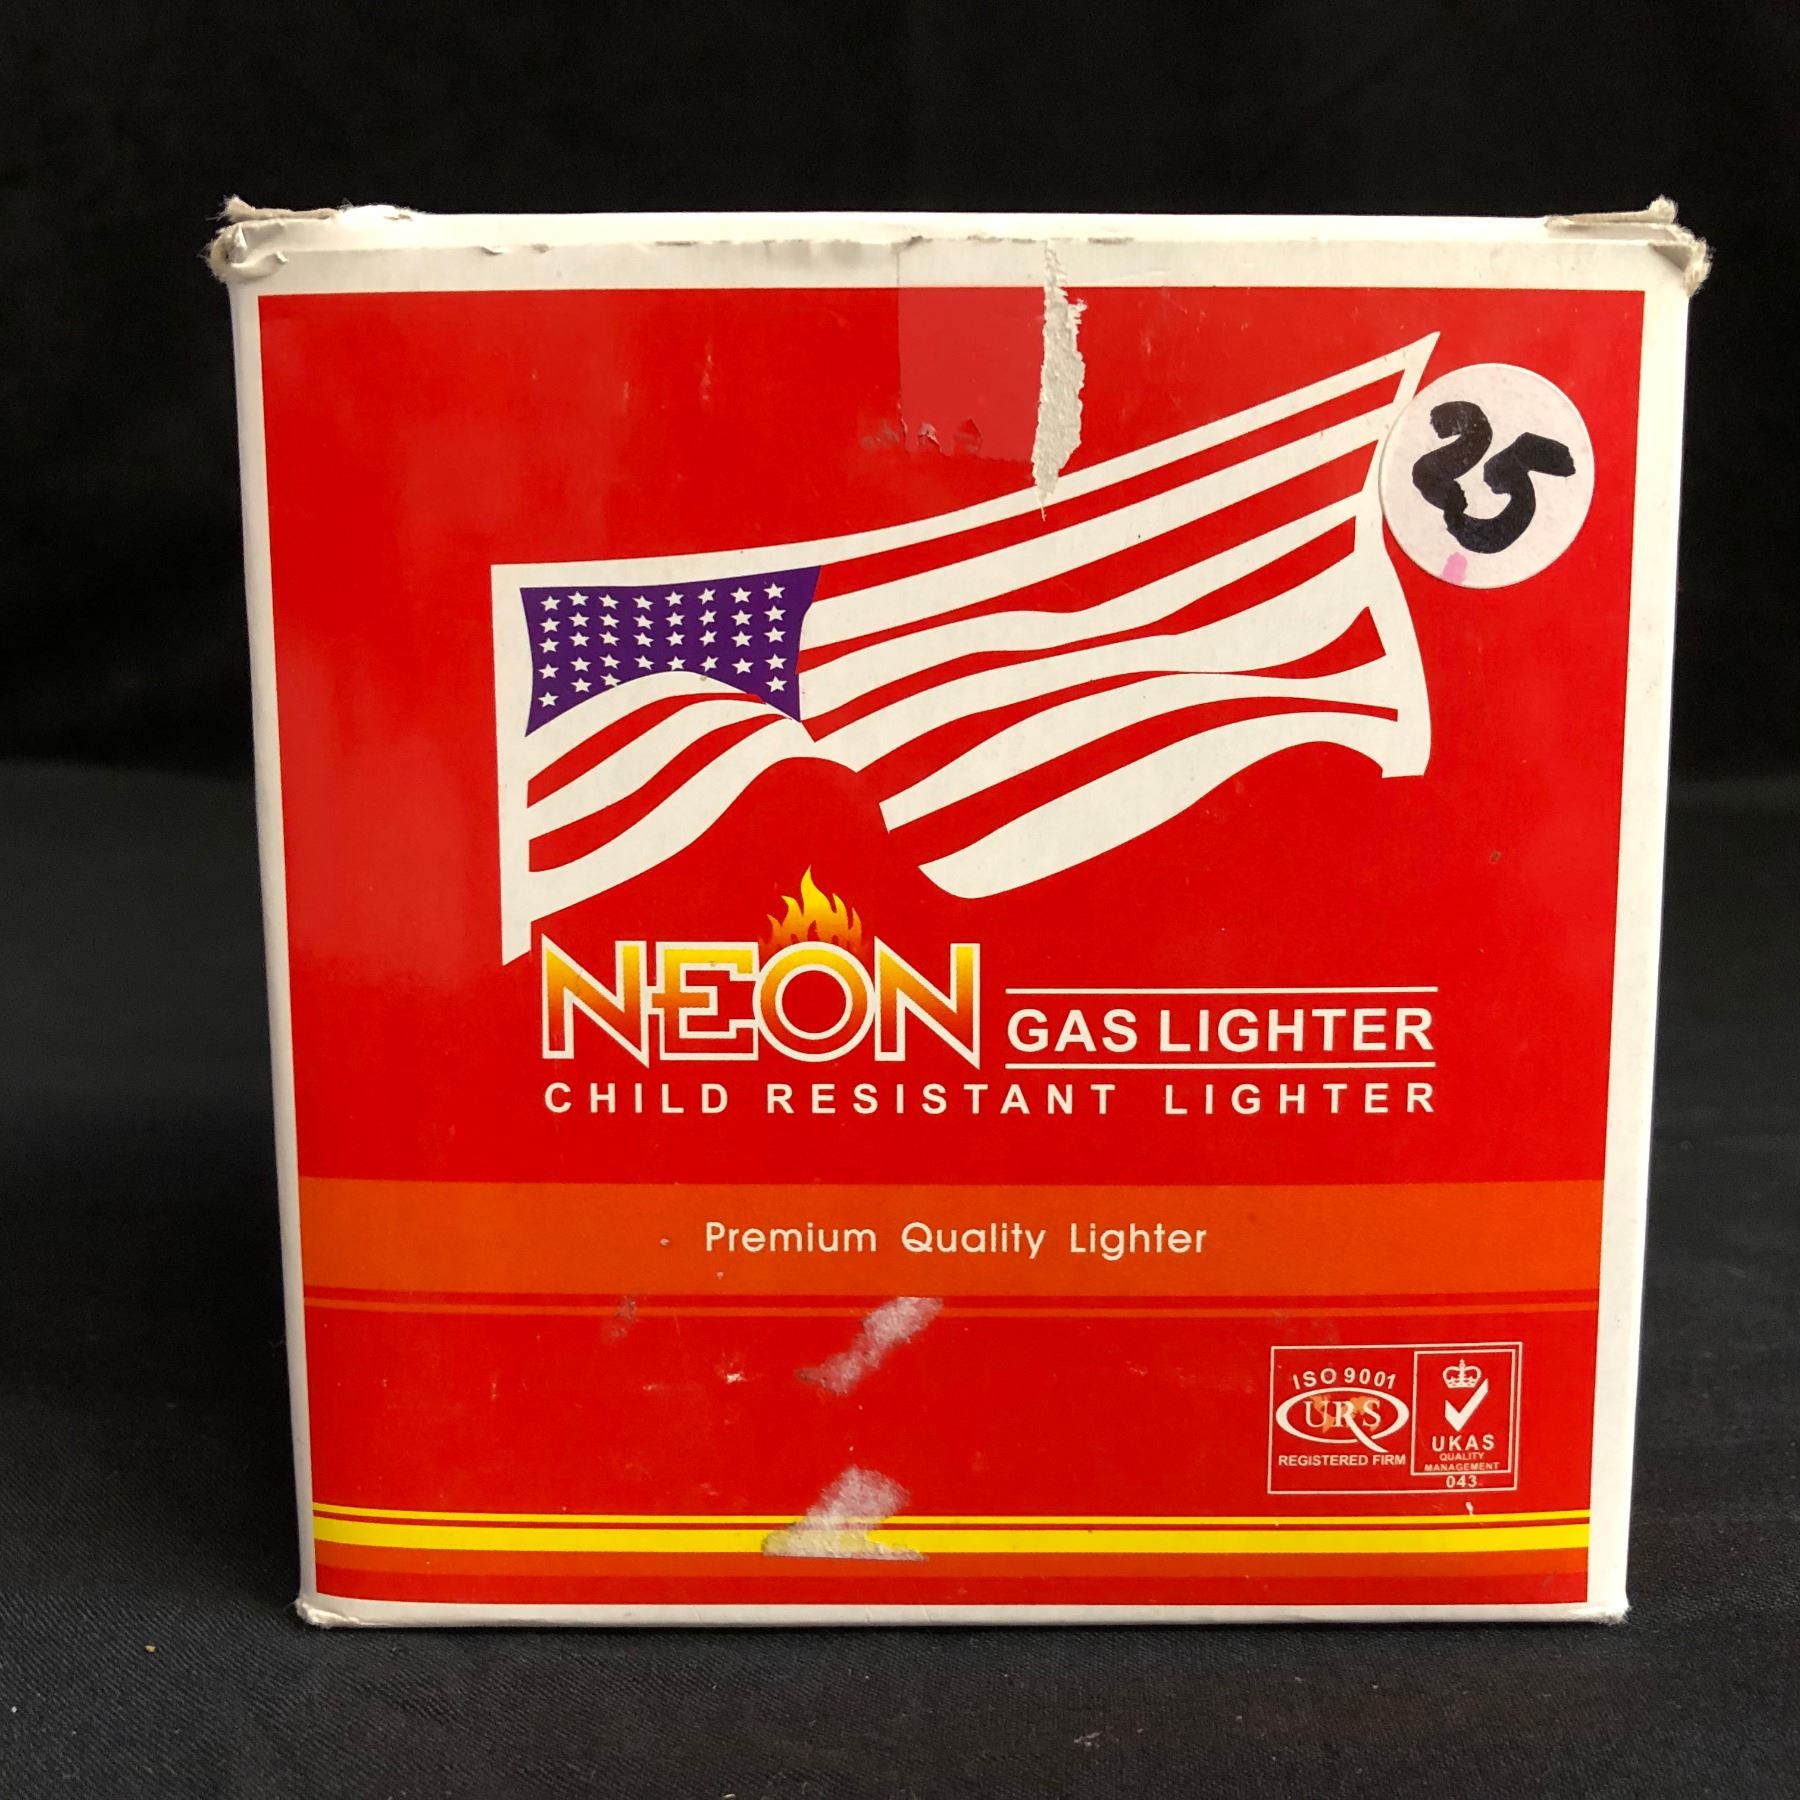 25
NEON GAS LIGHTER
CHILD RESISTANT LIGHTER
Premium Quality Lighter
ISO 9001
URS
REGISTERED FIRM
UKAS
QUALITY
MANAGEMENT
043